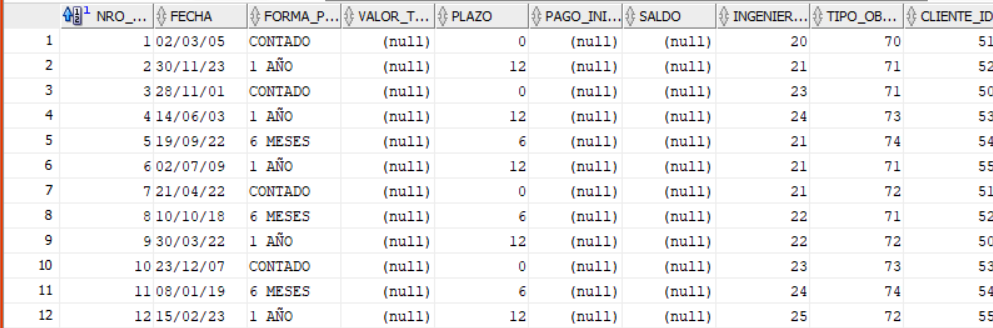 NRO_... FECHA FORMA_P... VALOR_T... PLAZO PAGO_INI... SALDO INGENIER... TIPO_OB... CLIENTE_ID
1 1 02/03/05 CONTADO (null) 0 (null) (null) 20 70 51
2 2 30/11/23 1 AÑO (null) 12 (null) (null) 21 71 52
3 3 28/11/01 CONTADO (null) 0 (null) (null) 23 71 50
4 4 14/06/03 1 AÑO (null) 12 (null) (null) 24 73 53
5 5 19/09/22 6 MESES (null) 6 (null) (null) 21 74 54
6 6 02/07/09 1 AÑO (null) 12 (null) (null) 21 71 55
7 7 21/04/22 CONTADO (null) 0 (null) (null) 21 72 51
8 8 10/10/18 6 MESES (null) 6 (null) (null) 22 71 52
9 9 30/03/22 1 AÑO (null) 12 (null) (null) 22 72 50
10 10 23/12/07 CONTADO (null) 0 (null) (null) 23 73 53
11 11 08/01/19 6 MESES (null) 6 (null) (null) 24 74 54
12 12 15/02/23 1 AÑO (null) 12 (null) (null) 25 72 55